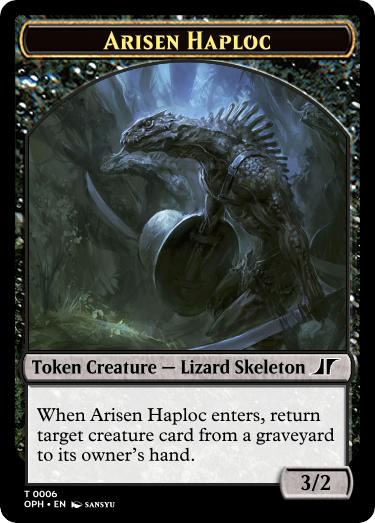 Arisen Haploc
Token Creature — Lizard Skeleton
When Arisen Haploc enters, return
target creature card from a graveyard
to its owner's hand.
3/2
T 0006
OPH • EN SANSYU